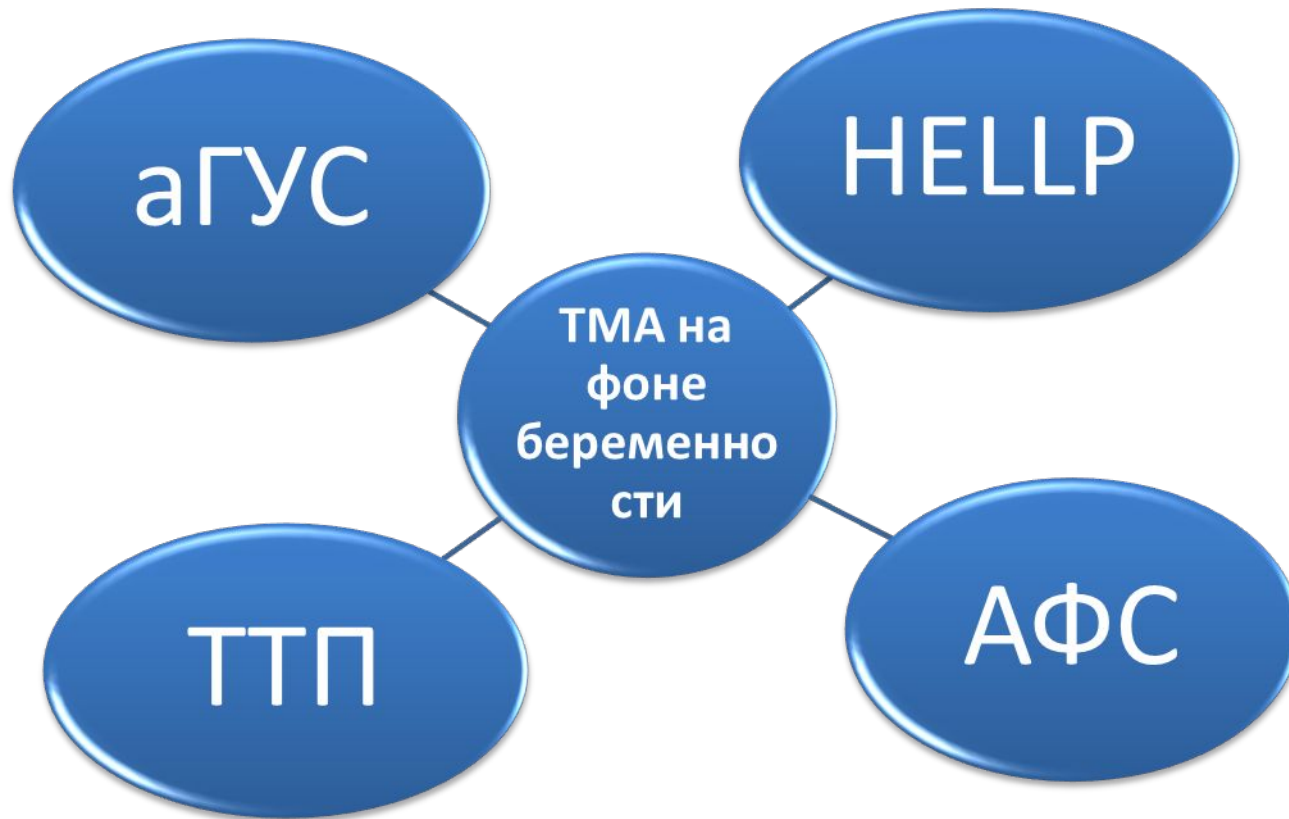 аГУС
HELLP
ТМА на
фоне
беременно
сти
ТТП
АФС